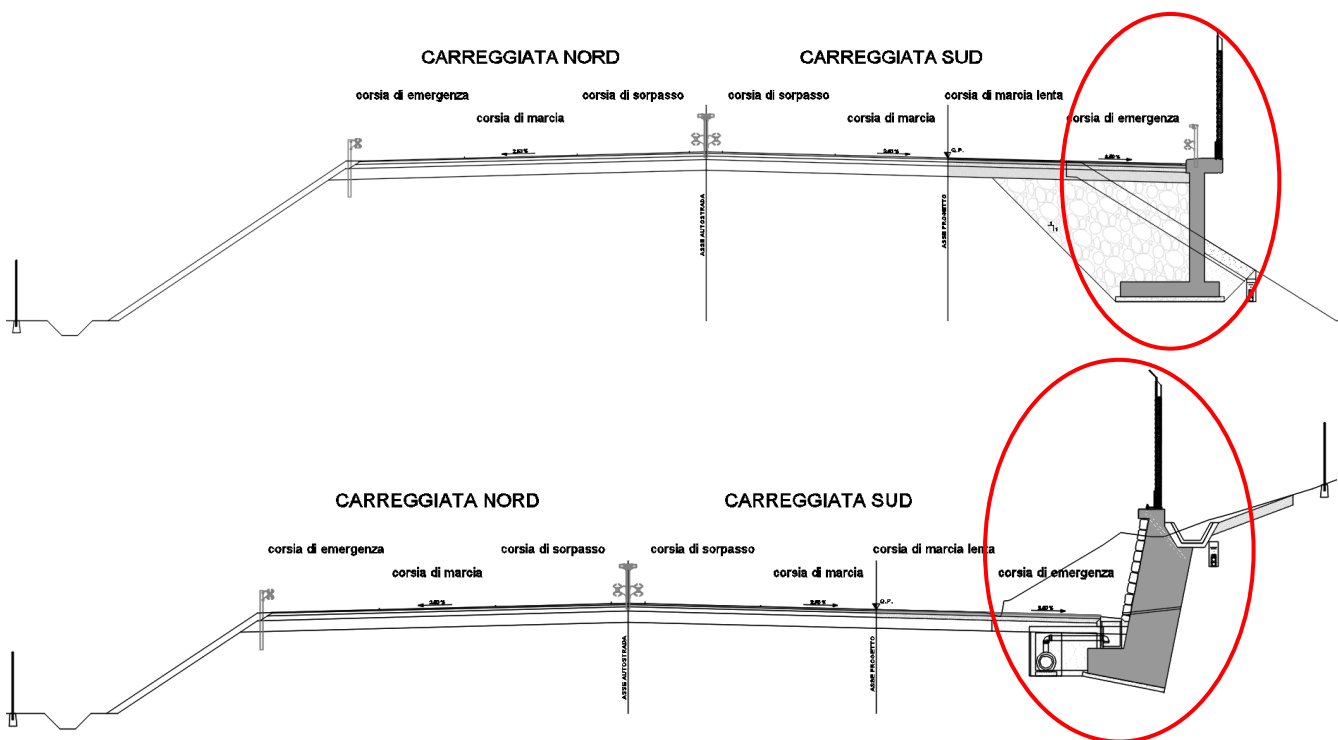 CARREGGIATA NORD
CARREGGIATA SUD
corsia di emergenza
corsia di sorpasso
corsia di sorpasso
corsia di marcia lenta
corsia di marcia
corsia di marcia
corsia di emergenza
Q.P.
ASSE AUTOSTRADA
ASSE PROGETTO
CARREGGIATA NORD
CARREGGIATA SUD
corsia di emergenza
corsia di sorpasso
corsia di sorpasso
corsia di marcia lenta
corsia di marcia
corsia di marcia
corsia di emergenza
Q.P.
ASSE AUTOSTRADA
ASSE PROGETTO